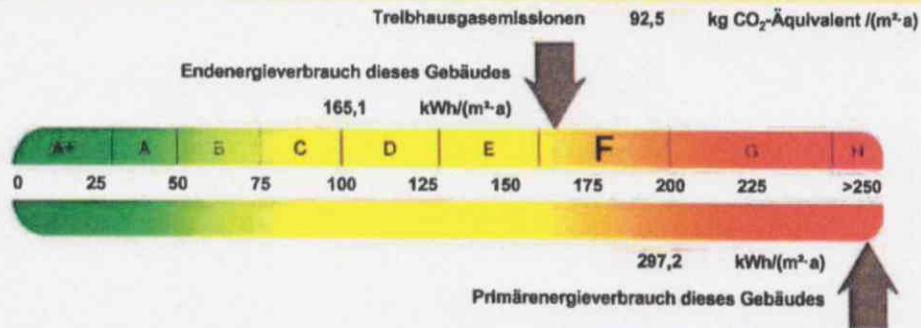 Treibhausgasemissionen 92,5 kg CO₂-Äquivalent /(m²·a)
Endenergieverbrauch dieses Gebäudes
165,1 kWh/(m²·a)
A+ A B C D E F G H
0 25 50 75 100 125 150 175 200 225 >250
297,2 kWh/(m²·a)
Primärenergieverbrauch dieses Gebäudes